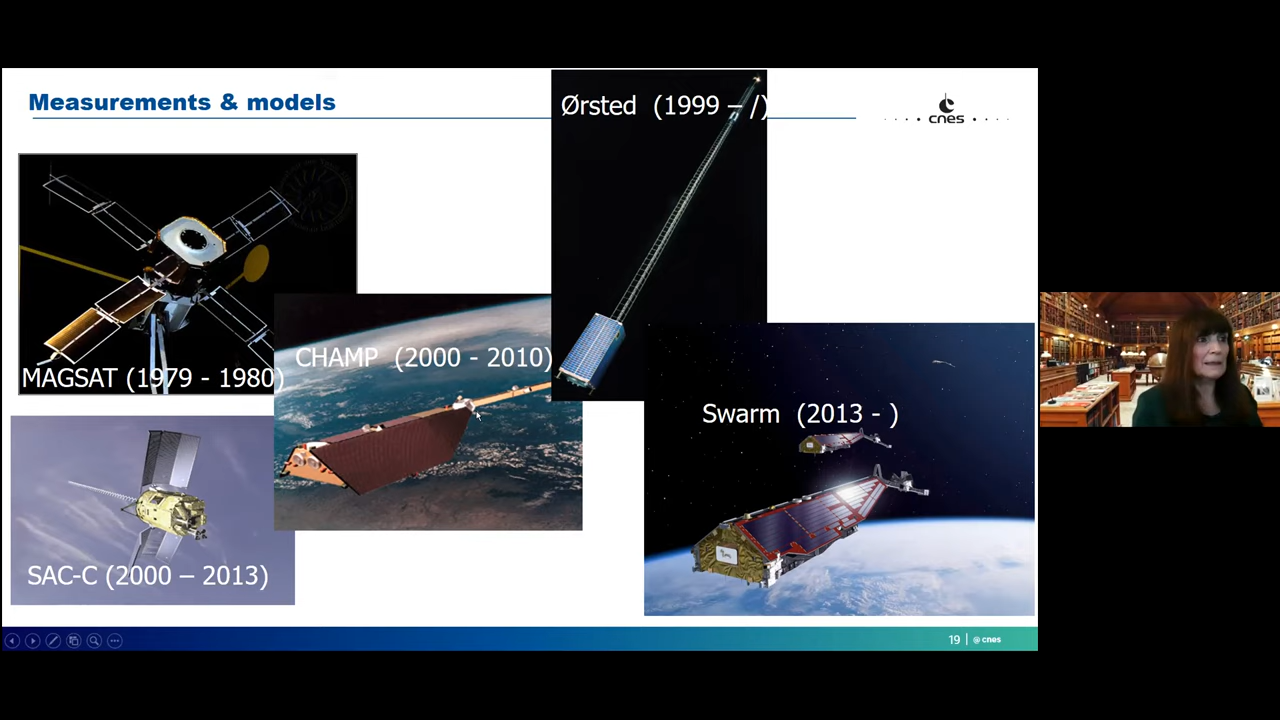 Measurements & models
cnes
Ørsted (1999 – /)
MAGSAT (1979 - 1980)
CHAMP (2000 - 2010)
Swarm (2013 - )
SAC-C (2000 – 2013)
19 | @ cnes